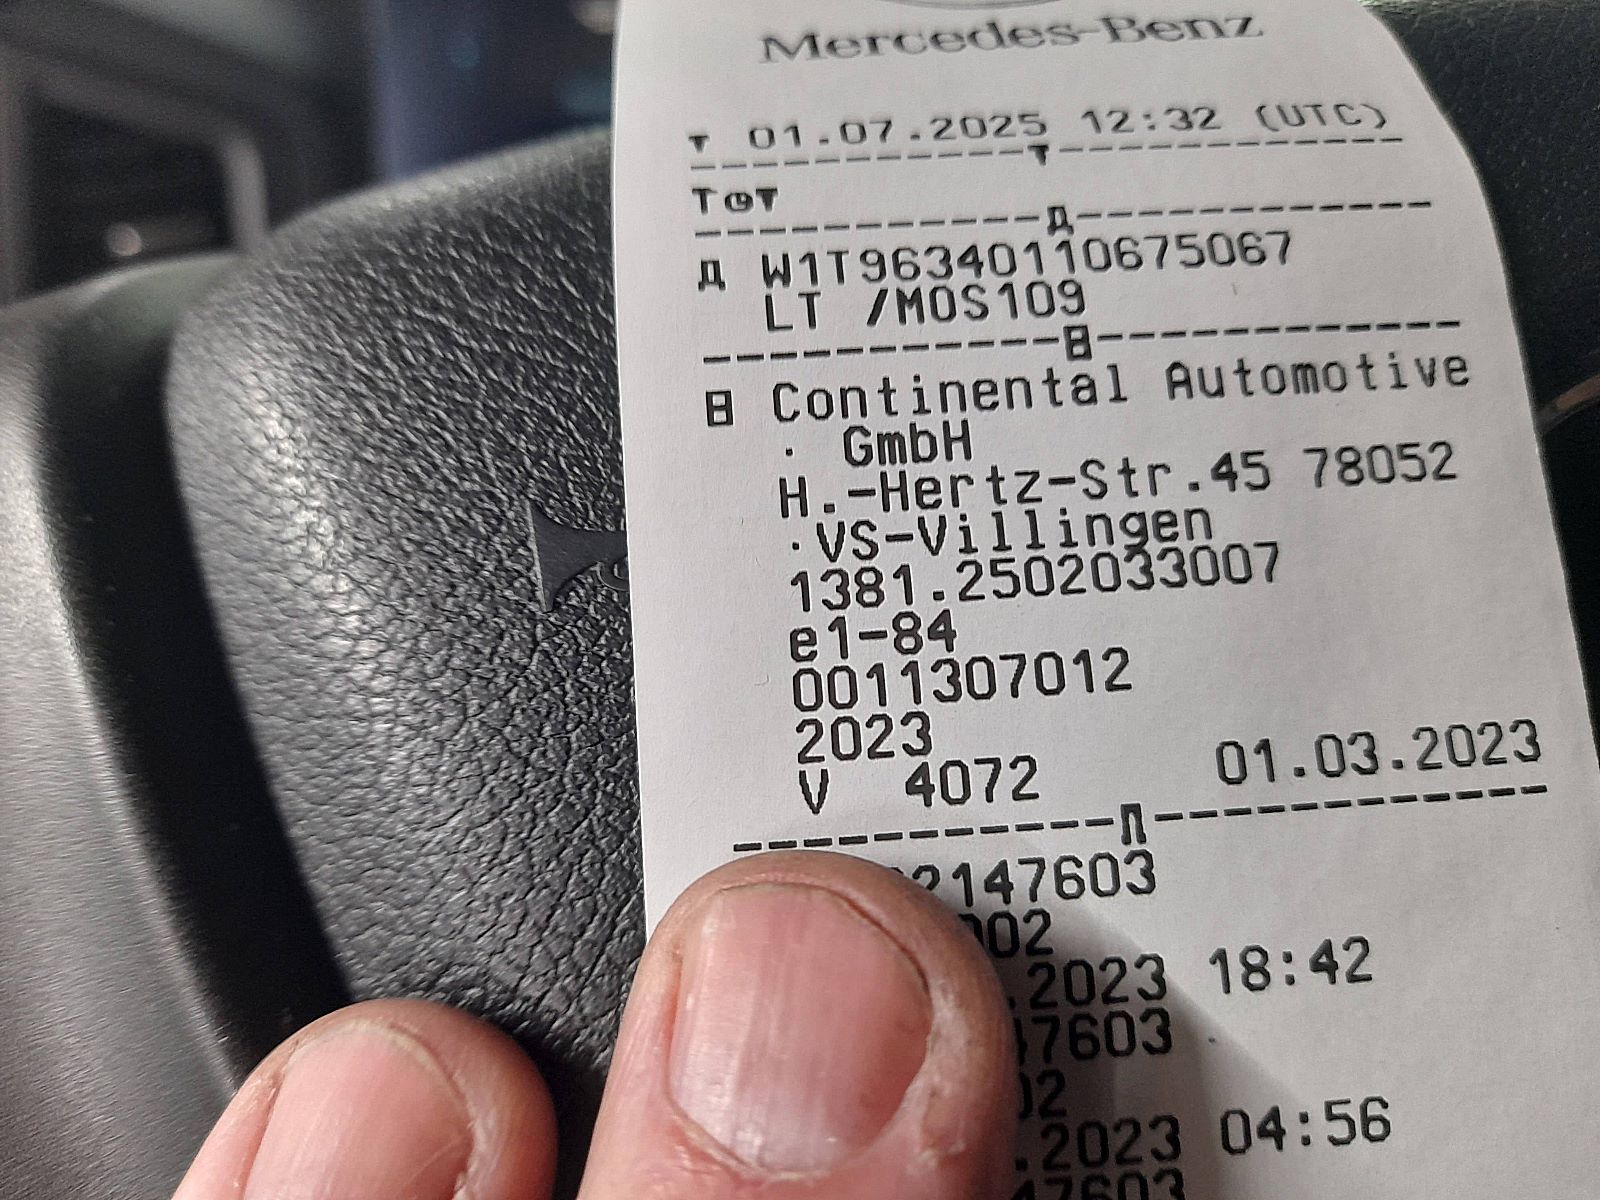 Mercedes-Benz
▼ 01.07.2025 12:32 (UTC)
-----------▼-----------
T⊕▼
-----------Д-----------
Д W1T96340110675067
LT /MOS109
-----------B-----------
B Continental Automotive
. GmbH
H.-Hertz-Str.45 78052
.VS-Villingen
1381.2502033007
e1-84
0011307012
2023
V 4072 01.03.2023
-----------Л-----------
2147603
002
.2023 18:42
47603
02
.2023 04:56
47603